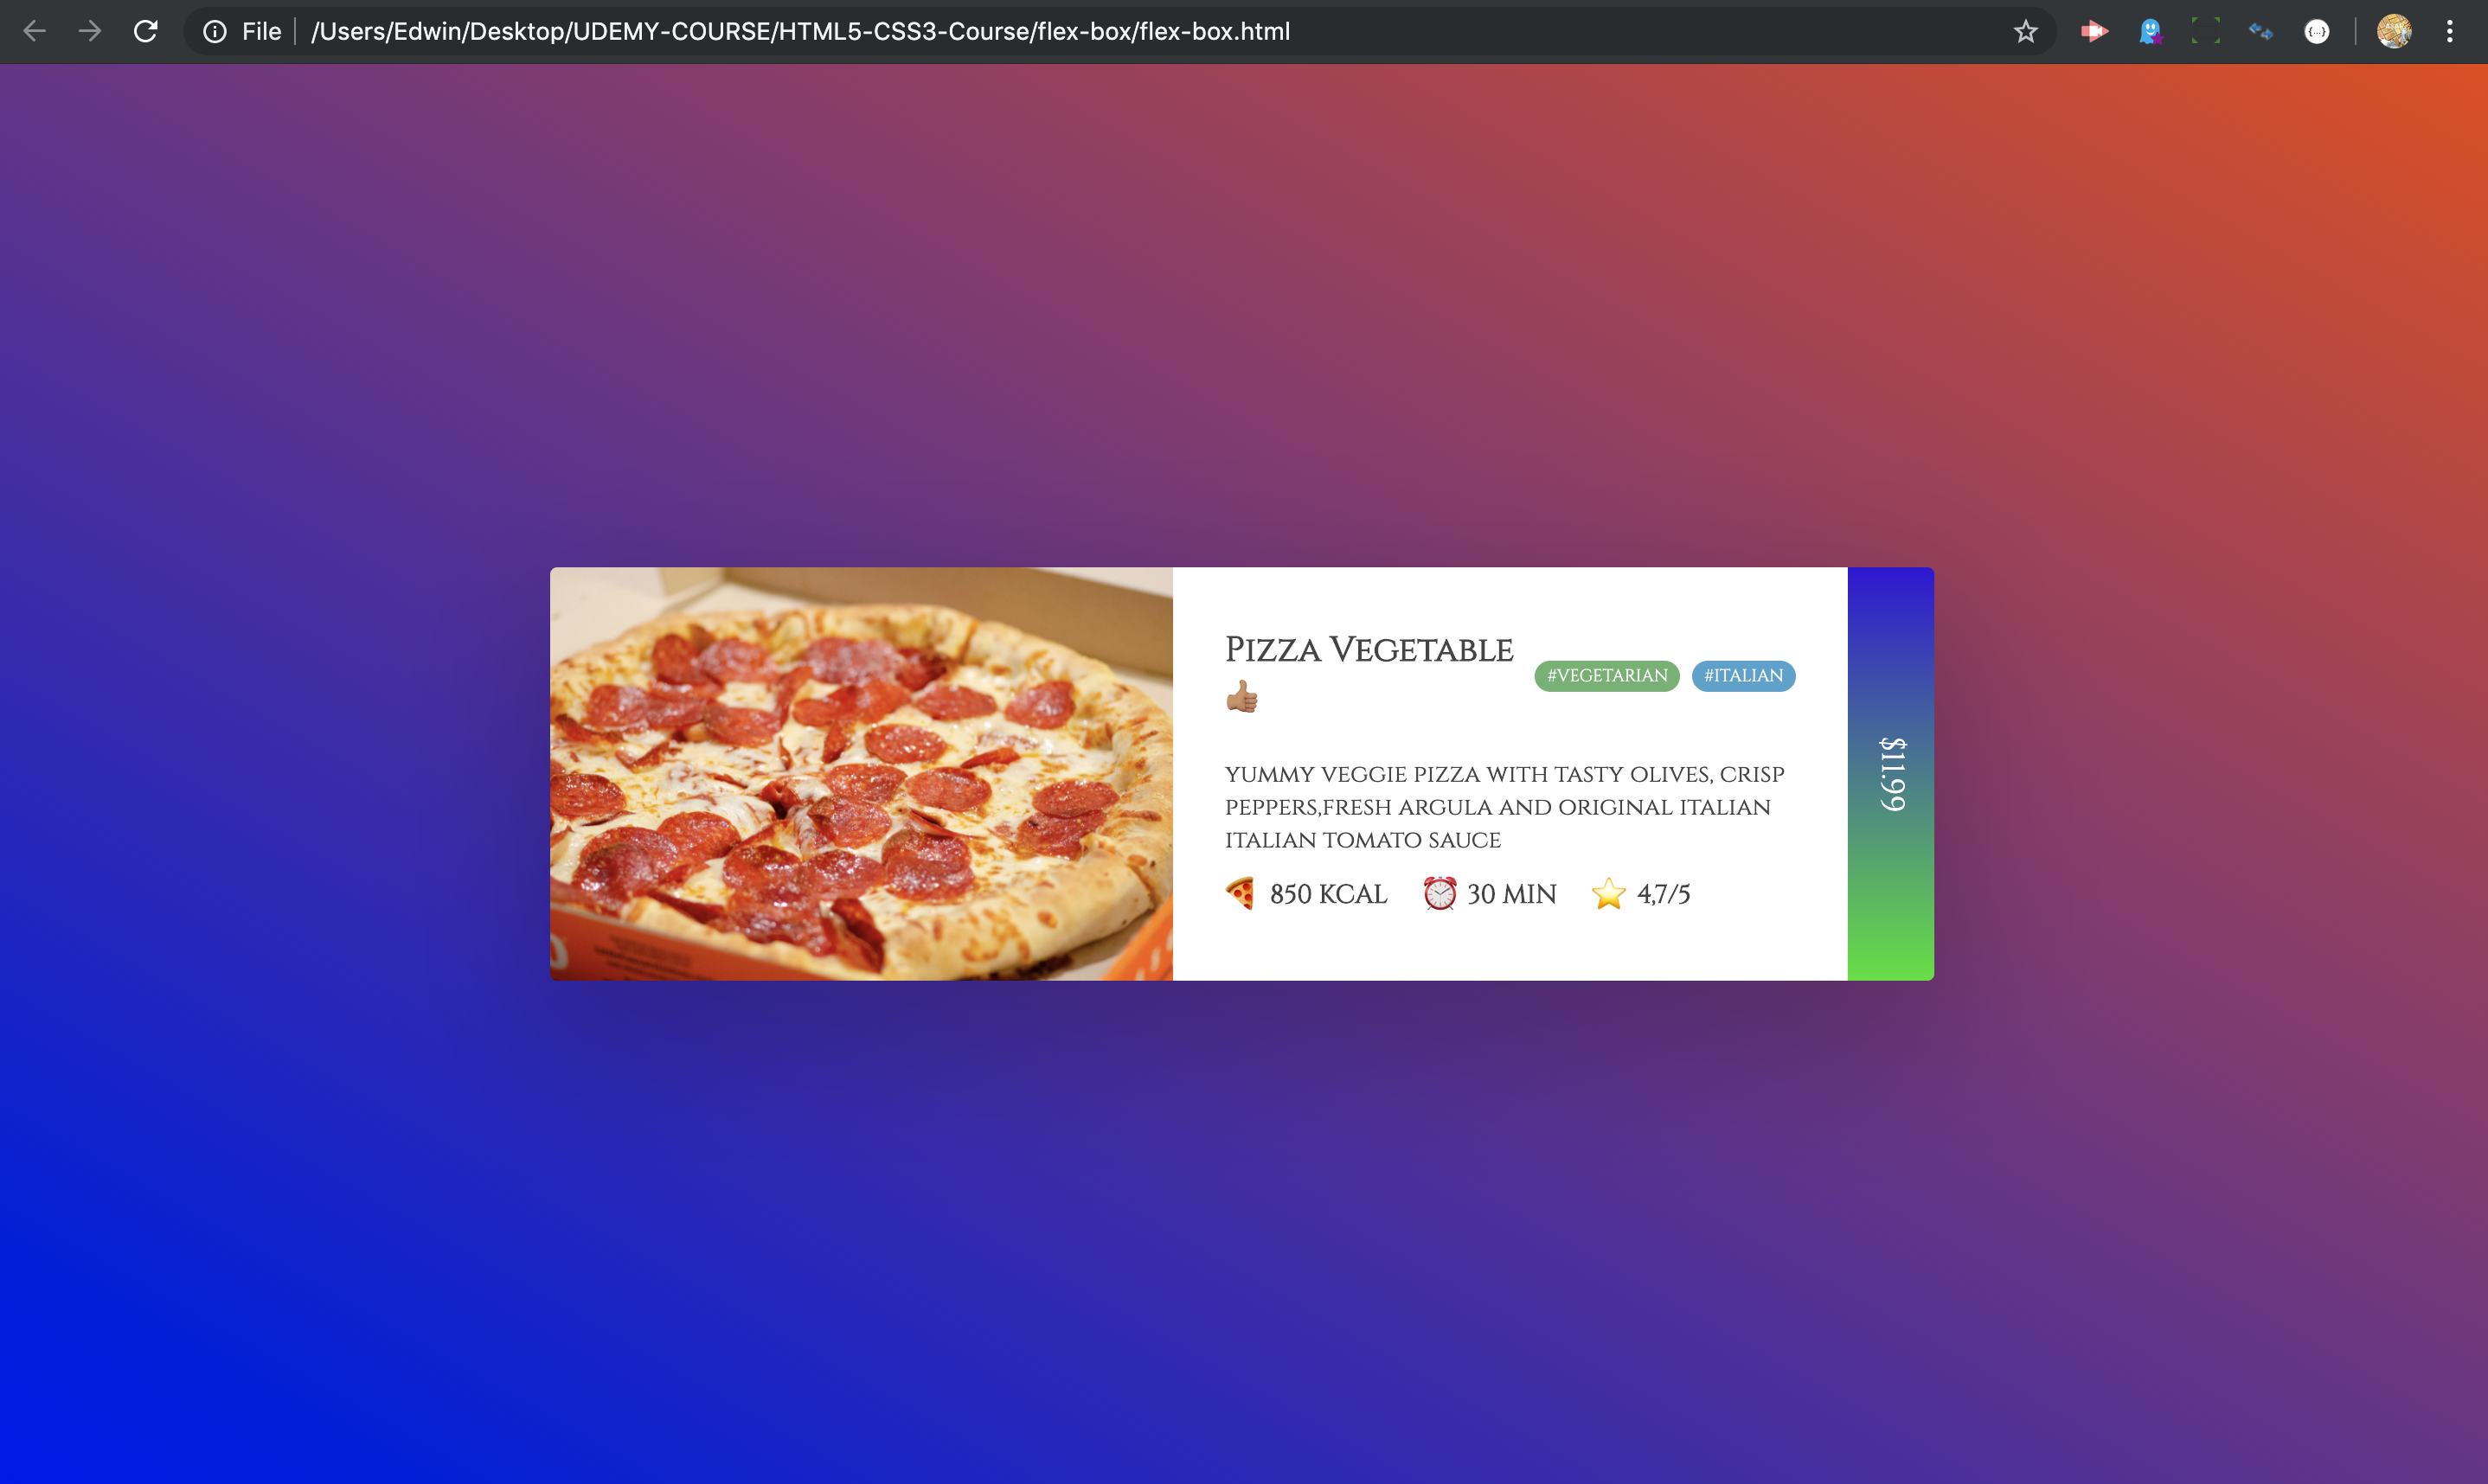 File
/Users/Edwin/Desktop/UDEMY-COURSE/HTML5-CSS3-Course/flex-box/flex-box.html
Pizza Vegetable
👍🏽
#VEGETARIAN
#ITALIAN
YUMMY VEGGIE PIZZA WITH TASTY OLIVES, CRISP
PEPPERS,FRESH ARGULA AND ORIGINAL ITALIAN
ITALIAN TOMATO SAUCE
🍕 850 KCAL
⏰ 30 MIN
⭐ 4,7/5
$11.99